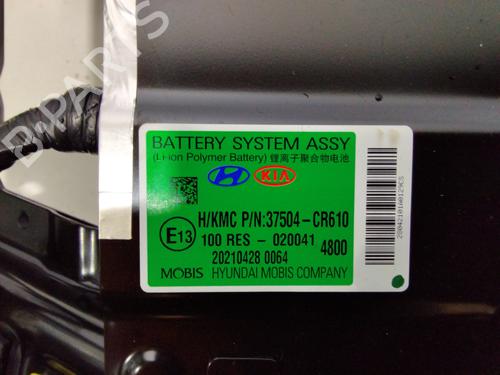 BATTERY SYSTEM ASSY
(Li-ion Polymer Battery) 锂离子聚合物电池
KIA
H/KMC P/N:37504-CR610
E13
100 RES - 020041
4800
20210428 0064
MOBIS HYUNDAI MOBIS COMPANY
B-PARTS